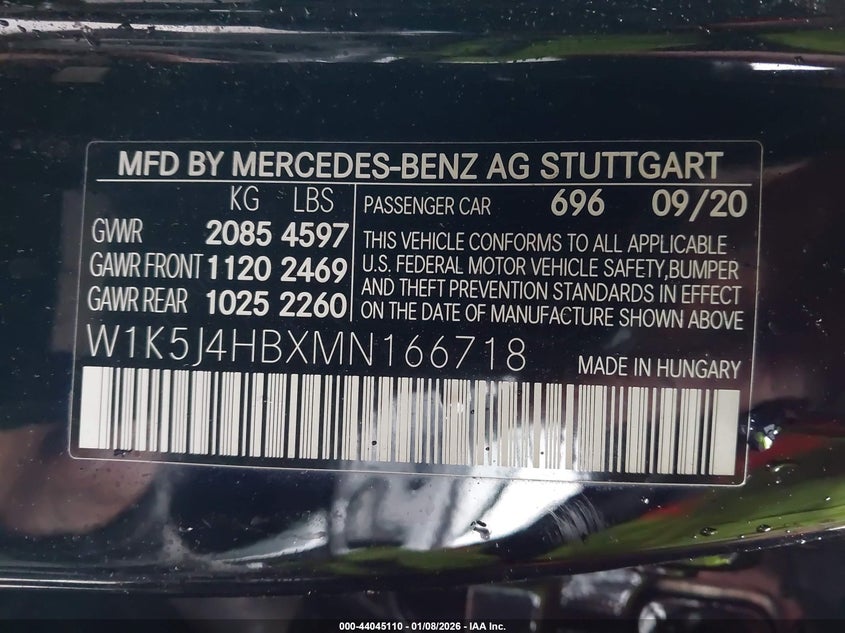 MFD BY MERCEDES-BENZ AG STUTTGART
KG LBS
GVWR 2085 4597
GAWR FRONT 1120 2469
GAWR REAR 1025 2260
PASSENGER CAR 696 09/20
THIS VEHICLE CONFORMS TO ALL APPLICABLE
U.S. FEDERAL MOTOR VEHICLE SAFETY,BUMPER
AND THEFT PREVENTION STANDARDS IN EFFECT
ON THE DATE OF MANUFACTURE SHOWN ABOVE
W1K5J4HBXMN166718
MADE IN HUNGARY
000-44045110 - 01/08/2026 - IAA Inc.